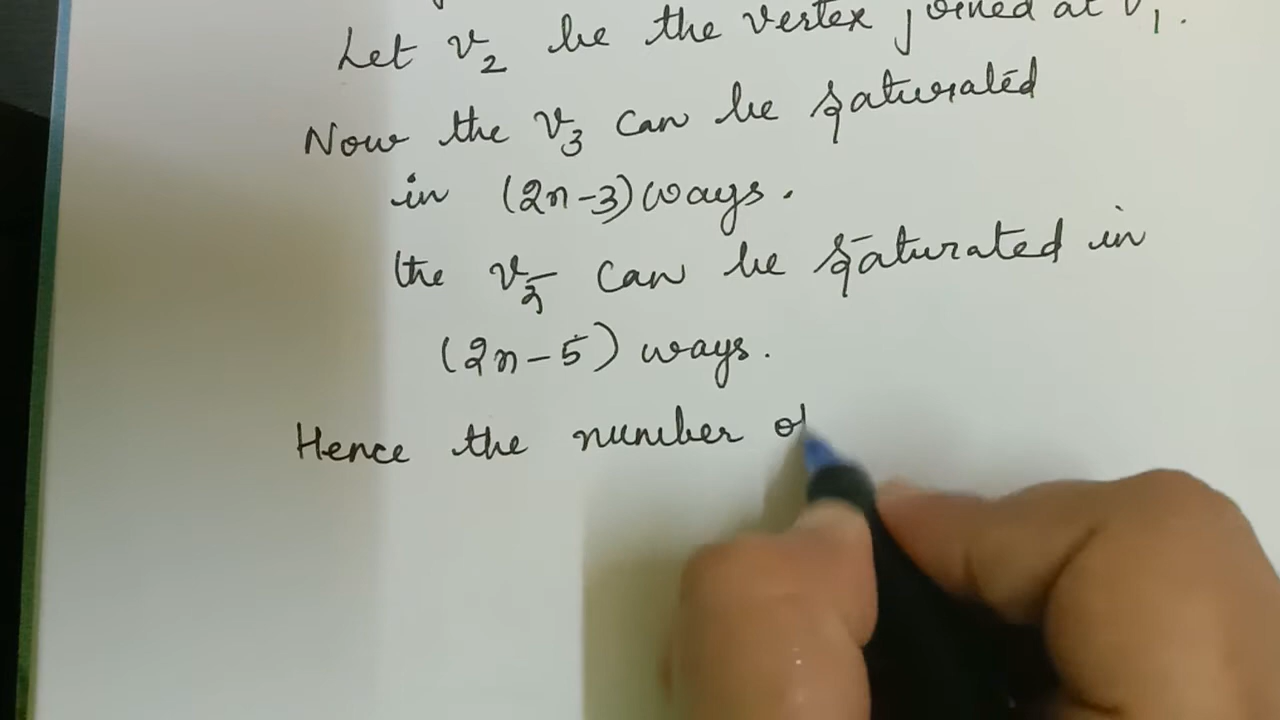 Let v2 be the vertex joined at v1.
Now the v3 can be saturated
in (2n-3) ways.
the v5 can be saturated in
(2n-5) ways.
Hence the number of